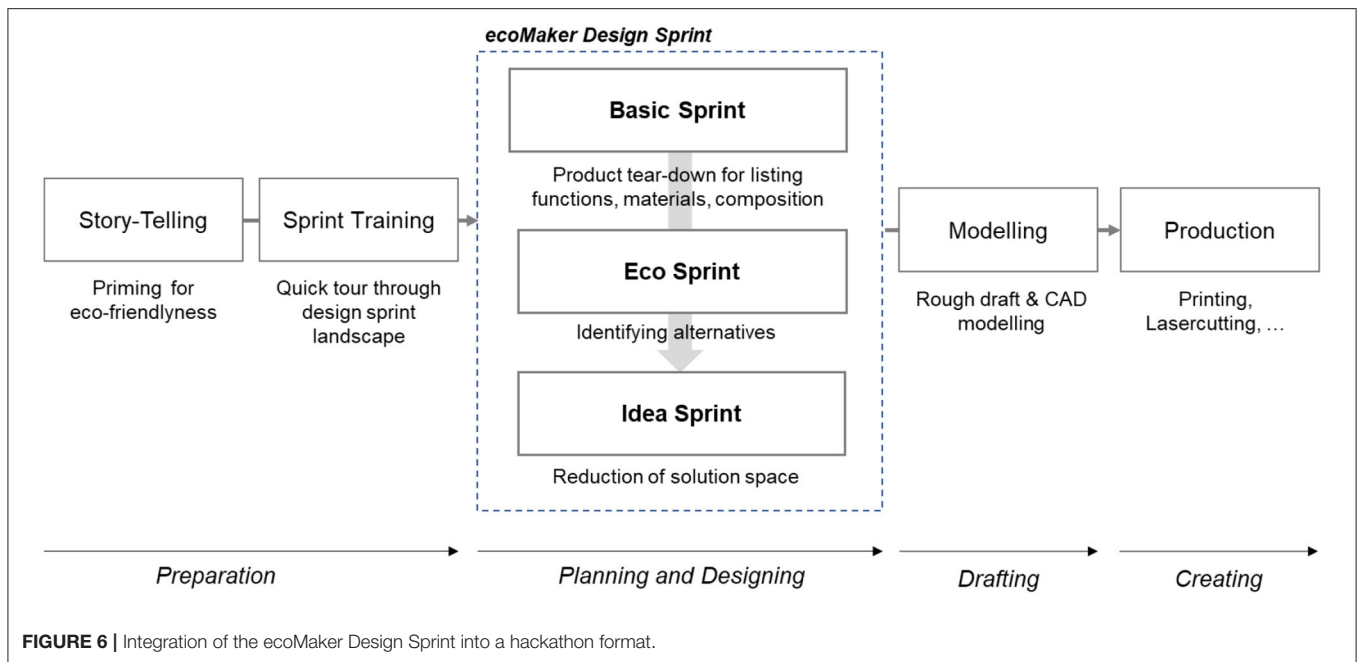 ecoMaker Design Sprint
Basic Sprint
Product tear-down for listing
functions, materials, composition
Story-Telling
Priming for
eco-friendlyness
Sprint Training
Quick tour through
design sprint
landscape
Eco Sprint
Identifying alternatives
Idea Sprint
Reduction of solution space
Modelling
Rough draft & CAD
modelling
Production
Printing,
Lasercutting, …
Preparation
Planning and Designing
Drafting
Creating
FIGURE 6 | Integration of the ecoMaker Design Sprint into a hackathon format.